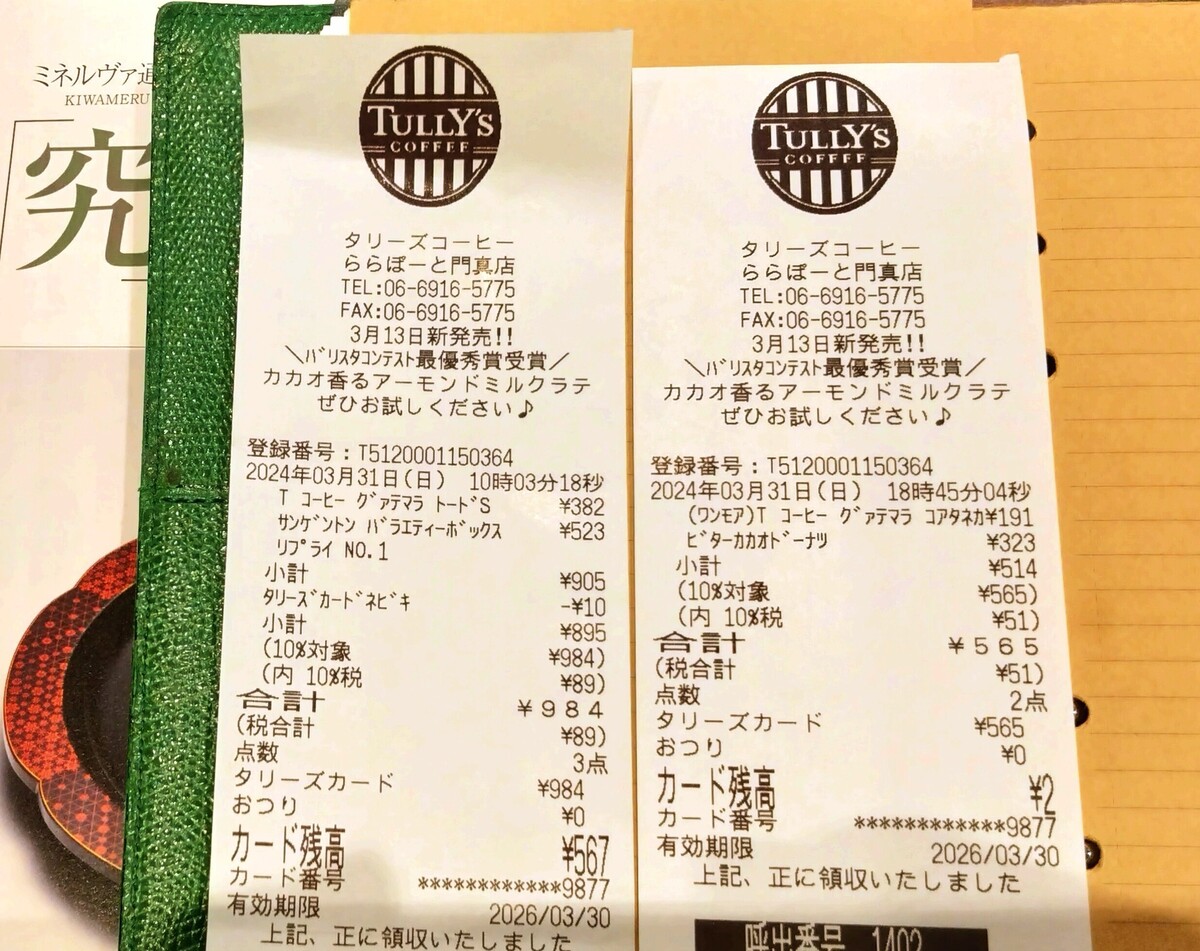 ミネルヴァ通
KIWAMERU
「究
TULLY'S
COFFEE
タリーズコーヒー
ららぽーと門真店
TEL:06-6916-5775
FAX:06-6916-5775
3月13日新発売!!
＼ﾊﾞﾘｽﾀｺﾝﾃｽﾄ最優秀賞受賞／
カカオ香るアーモンドミルクラテ
ぜひお試しください♪
登録番号：T5120001150364
2024年03月31日(日) 10時03分18秒
T ｺｰﾋｰ ｸﾞｧﾃﾏﾗ ﾄｰﾄﾞS ¥382
ｻﾝｹﾞﾝﾄﾝ ﾊﾞﾗｴﾃｨｰﾎﾞｯｸｽ ¥523
ﾘﾌﾟﾗｲ NO.1
小計 ¥905
ﾀﾘｰｽﾞｶｰﾄﾞﾈﾋﾞｷ -¥10
小計 ¥895
(10%対象 ¥984)
(内 10%税 ¥89)
合計 ¥984
(税合計 ¥89)
点数 3点
タリーズカード ¥984
おつり ¥0
カード残高 ¥567
カード番号 ************9877
有効期限 2026/03/30
上記、正に領収いたしました
TULLY'S
COFFEE
タリーズコーヒー
ららぽーと門真店
TEL:06-6916-5775
FAX:06-6916-5775
3月13日新発売!!
＼ﾊﾞﾘｽﾀｺﾝﾃｽﾄ最優秀賞受賞／
カカオ香るアーモンドミルクラテ
ぜひお試しください♪
登録番号：T5120001150364
2024年03月31日(日) 18時45分04秒
(ﾜﾝﾓｱ)T ｺｰﾋｰ ｸﾞｧﾃﾏﾗ ｺｱﾀﾈｶ¥191
ﾋﾞﾀｰｶｶｵﾄﾞｰﾅﾂ ¥323
小計 ¥514
(10%対象 ¥565)
(内 10%税 ¥51)
合計 ¥565
(税合計 ¥51)
点数 2点
タリーズカード ¥565
おつり ¥0
カード残高 ¥2
カード番号 ************9877
有効期限 2026/03/30
上記、正に領収いたしました
呼出番号 1402